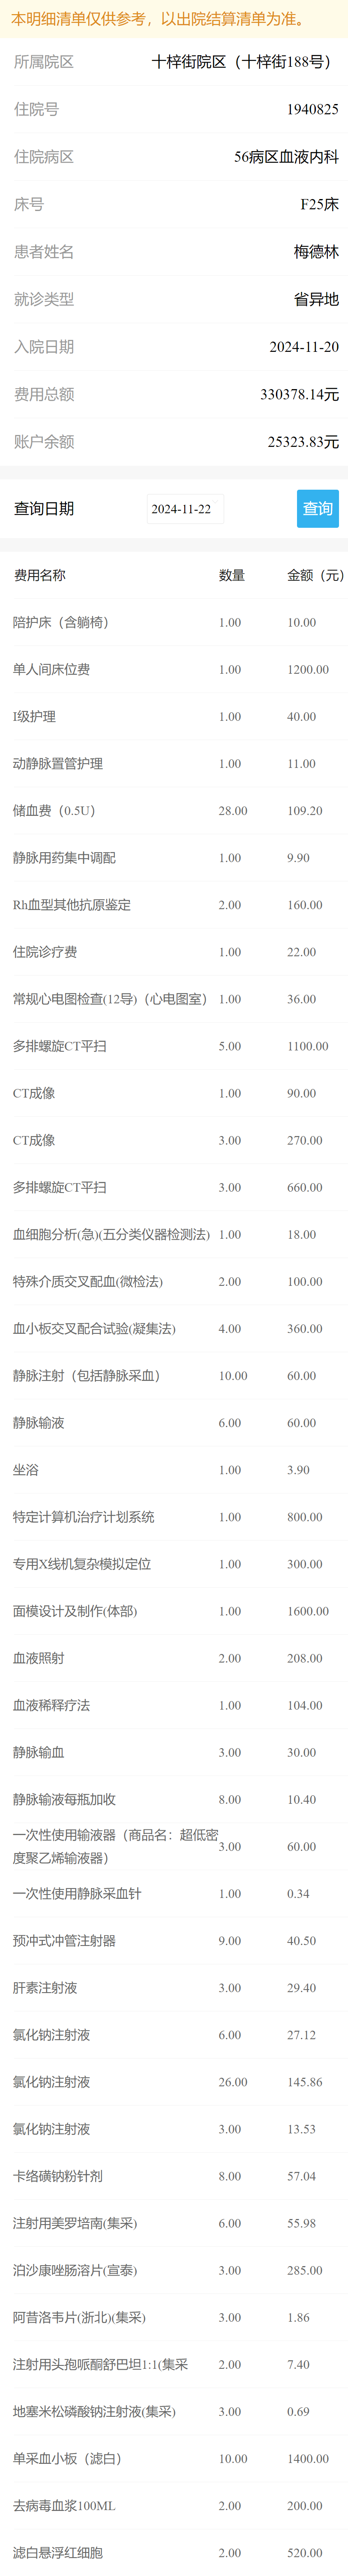 本明细清单仅供参考，以出院结算清单为准。
所属院区 十梓街院区（十梓街188号）
住院号 1940825
住院病区 56病区血液内科
床号 F25床
患者姓名 梅德林
就诊类型 省异地
入院日期 2024-11-20
费用总额 330378.14元
账户余额 25323.83元
查询日期 2024-11-22 查询
费用名称 数量 金额（元）
陪护床（含躺椅） 1.00 10.00
单人间床位费 1.00 1200.00
I级护理 1.00 40.00
动静脉置管护理 1.00 11.00
储血费（0.5U） 28.00 109.20
静脉用药集中调配 1.00 9.90
Rh血型其他抗原鉴定 2.00 160.00
住院诊疗费 1.00 22.00
常规心电图检查(12导)（心电图室） 1.00 36.00
多排螺旋CT平扫 5.00 1100.00
CT成像 1.00 90.00
CT成像 3.00 270.00
多排螺旋CT平扫 3.00 660.00
血细胞分析(急)(五分类仪器检测法) 1.00 18.00
特殊介质交叉配血(微检法) 2.00 100.00
血小板交叉配合试验(凝集法) 4.00 360.00
静脉注射（包括静脉采血） 10.00 60.00
静脉输液 6.00 60.00
坐浴 1.00 3.90
特定计算机治疗计划系统 1.00 800.00
专用X线机复杂模拟定位 1.00 300.00
面模设计及制作(体部) 1.00 1600.00
血液照射 2.00 208.00
血液稀释疗法 1.00 104.00
静脉输血 3.00 30.00
静脉输液每瓶加收 8.00 10.40
一次性使用输液器（商品名：超低密
度聚乙烯输液器） 3.00 60.00
一次性使用静脉采血针 1.00 0.34
预冲式冲管注射器 9.00 40.50
肝素注射液 3.00 29.40
氯化钠注射液 6.00 27.12
氯化钠注射液 26.00 145.86
氯化钠注射液 3.00 13.53
卡络磺钠粉针剂 8.00 57.04
注射用美罗培南(集采) 6.00 55.98
泊沙康唑肠溶片(宣泰) 3.00 285.00
阿昔洛韦片(浙北)(集采) 3.00 1.86
注射用头孢哌酮舒巴坦1:1(集采 2.00 7.40
地塞米松磷酸钠注射液(集采) 3.00 0.69
单采血小板（滤白） 10.00 1400.00
去病毒血浆100ML 2.00 200.00
滤白悬浮红细胞 2.00 520.00